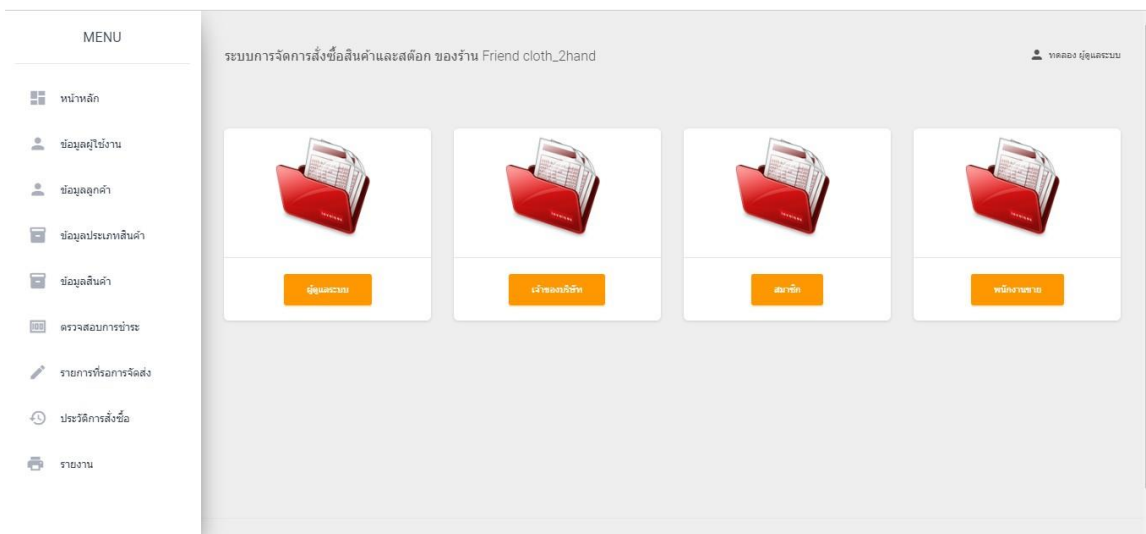 MENU
ระบบการจัดการสั่งซื้อสินค้าและสต๊อก ของร้าน Friend cloth_2hand
ทดลอง ผู้ดูแลระบบ
หน้าหลัก
ข้อมูลผู้ใช้งาน
ข้อมูลลูกค้า
ข้อมูลประเภทสินค้า
ข้อมูลสินค้า
ตรวจสอบการชำระ
รายการที่รอการจัดส่ง
ประวัติการสั่งซื้อ
รายงาน
ผู้ดูแลระบบ
เจ้าของบริษัท
สมาชิก
พนักงานขาย